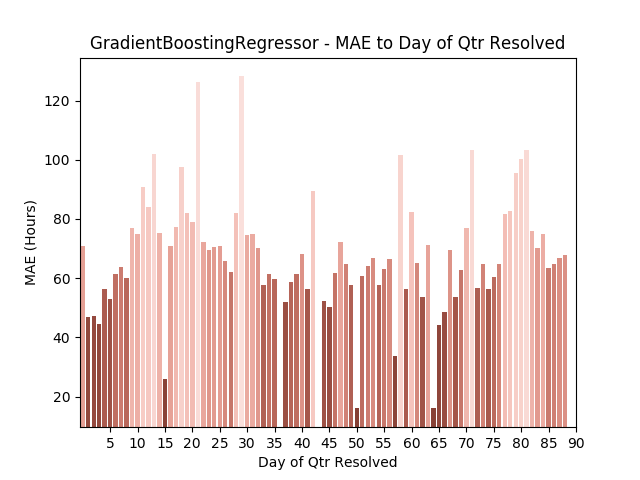 GradientBoostingRegressor - MAE to Day of Qtr Resolved
120
100
80
60
40
20
MAE (Hours)
5 10 15 20 25 30 35 40 45 50 55 60 65 70 75 80 85 90
Day of Qtr Resolved